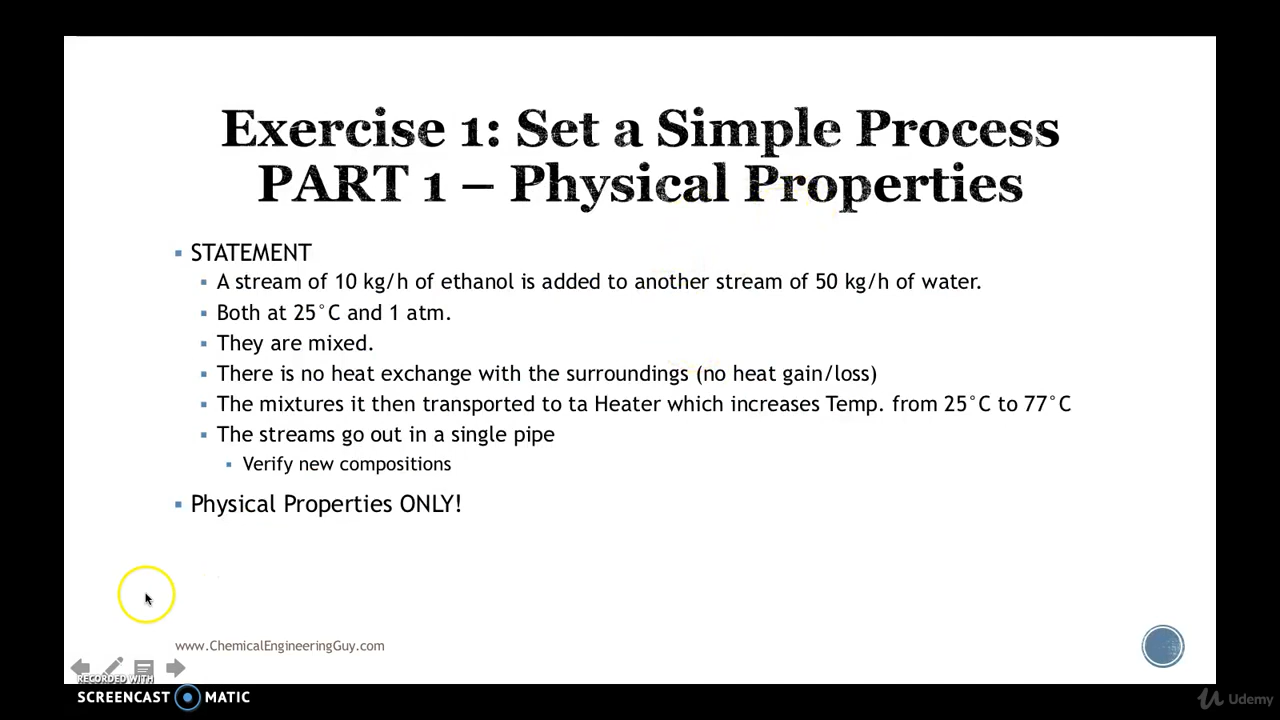 Exercise 1: Set a Simple Process
PART 1 – Physical Properties
STATEMENT
A stream of 10 kg/h of ethanol is added to another stream of 50 kg/h of water.
Both at 25°C and 1 atm.
They are mixed.
There is no heat exchange with the surroundings (no heat gain/loss)
The mixtures it then transported to ta Heater which increases Temp. from 25°C to 77°C
The streams go out in a single pipe
Verify new compositions
Physical Properties ONLY!
www.ChemicalEngineeringGuy.com
RECORDED WITH
SCREENCAST MATIC
Udemy